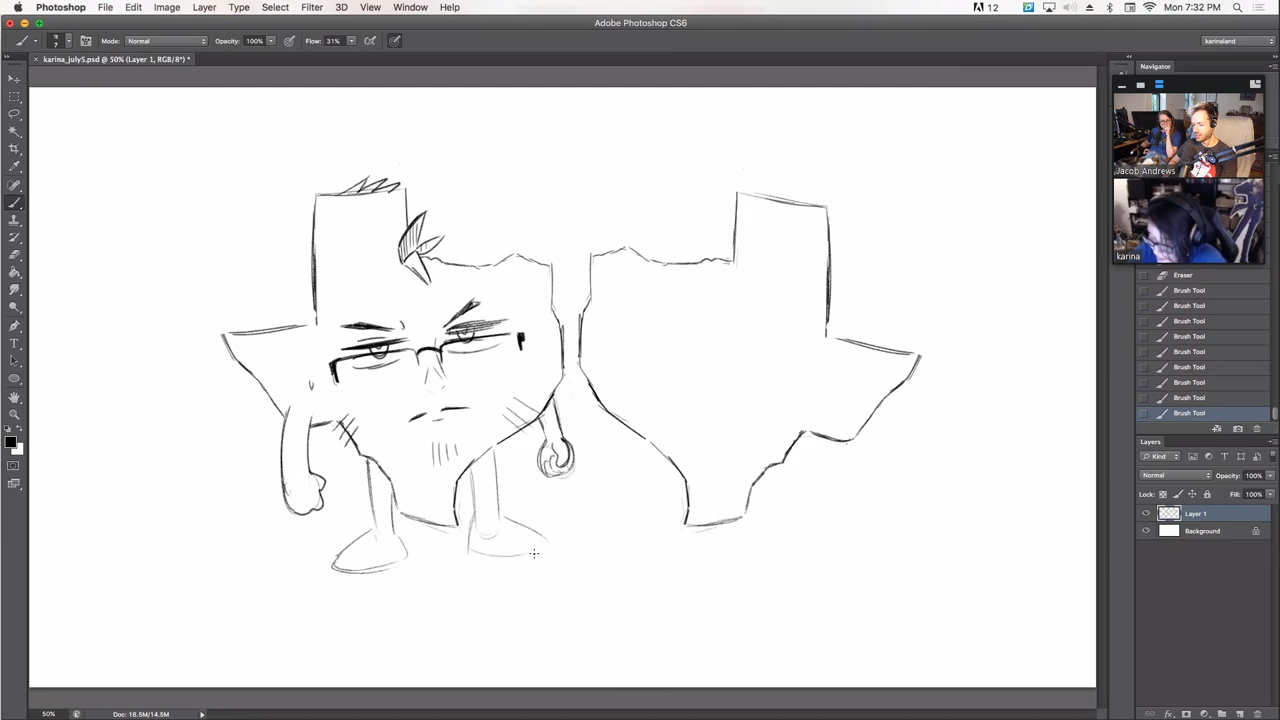 Photoshop File Edit Image Layer Type Select Filter 3D View Window Help
12
Mon 7:32 PM
Adobe Photoshop CS6
7
Mode: Normal Opacity: 100% Flow: 31% karinaland
karina_july5.psd @ 50% (Layer 1, RGB/8*) *
Navigator
Jacob Andrews
karina
Eraser
Brush Tool
Brush Tool
Brush Tool
Brush Tool
Brush Tool
Brush Tool
Brush Tool
Brush Tool
Brush Tool
Layers
Kind
Normal Opacity: 100%
Lock: Fill: 100%
Layer 1
Background
50% Doc: 16.5M/14.5M